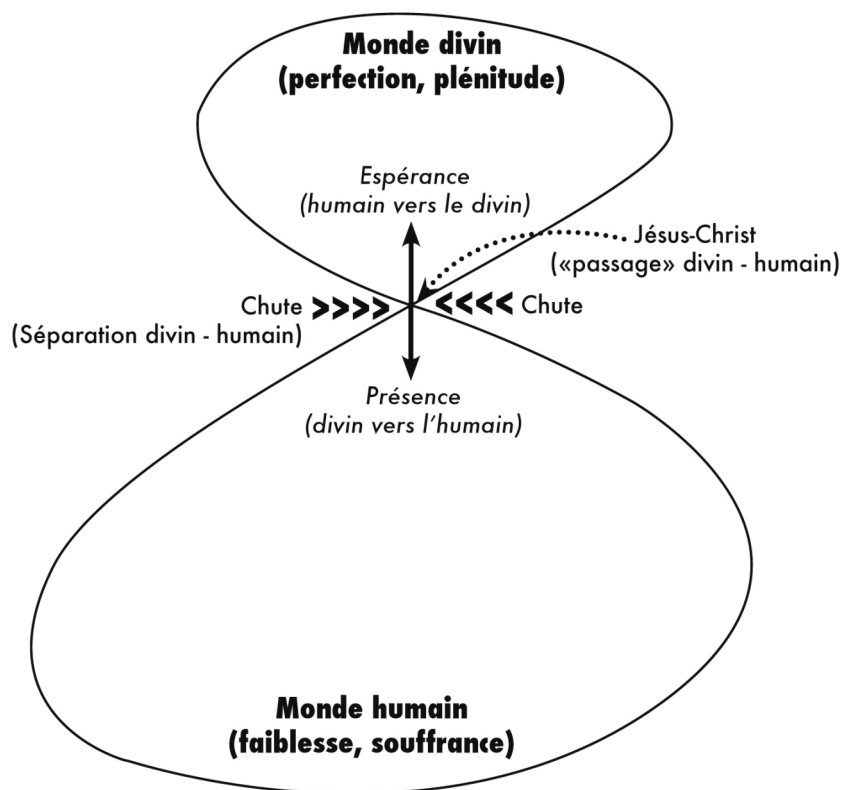 Monde divin
(perfection, plénitude)
Espérance
(humain vers le divin)
Jésus-Christ
(«passage» divin - humain)
Chute >>>>
<<<< Chute
(Séparation divin - humain)
Présence
(divin vers l'humain)
Monde humain
(faiblesse, souffrance)